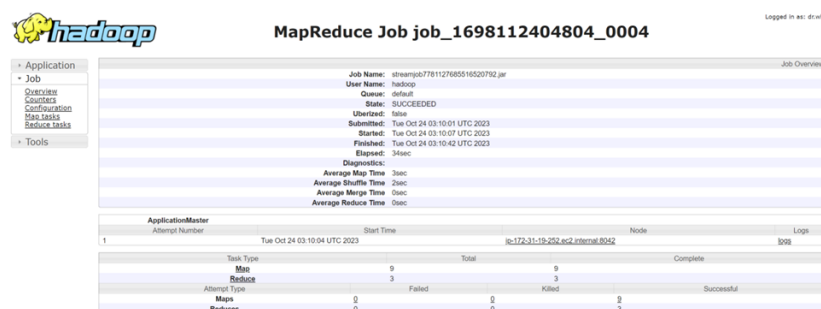 hadoop
MapReduce Job job_1698112404804_0004
Logged in as: dr.w
Application
Job
Overview
Counters
Configuration
Map tasks
Reduce tasks
Tools
Job Overview
Job Name: streamjob7781127685516520792.jar
User Name: hadoop
Queue: default
State: SUCCEEDED
Uberized: false
Submitted: Tue Oct 24 03:10:01 UTC 2023
Started: Tue Oct 24 03:10:07 UTC 2023
Finished: Tue Oct 24 03:10:42 UTC 2023
Elapsed: 34sec
Diagnostics:
Average Map Time 3sec
Average Shuffle Time 2sec
Average Merge Time 0sec
Average Reduce Time 0sec
ApplicationMaster
Attempt Number Start Time Node Logs
1 Tue Oct 24 03:10:04 UTC 2023 ip-172-31-19-252.ec2.internal:8042 logs
Task Type Total Complete
Map 9 9
Reduce 3 3
Attempt Type Failed Killed Successful
Maps 0 0 9
Reduces 0 0 3